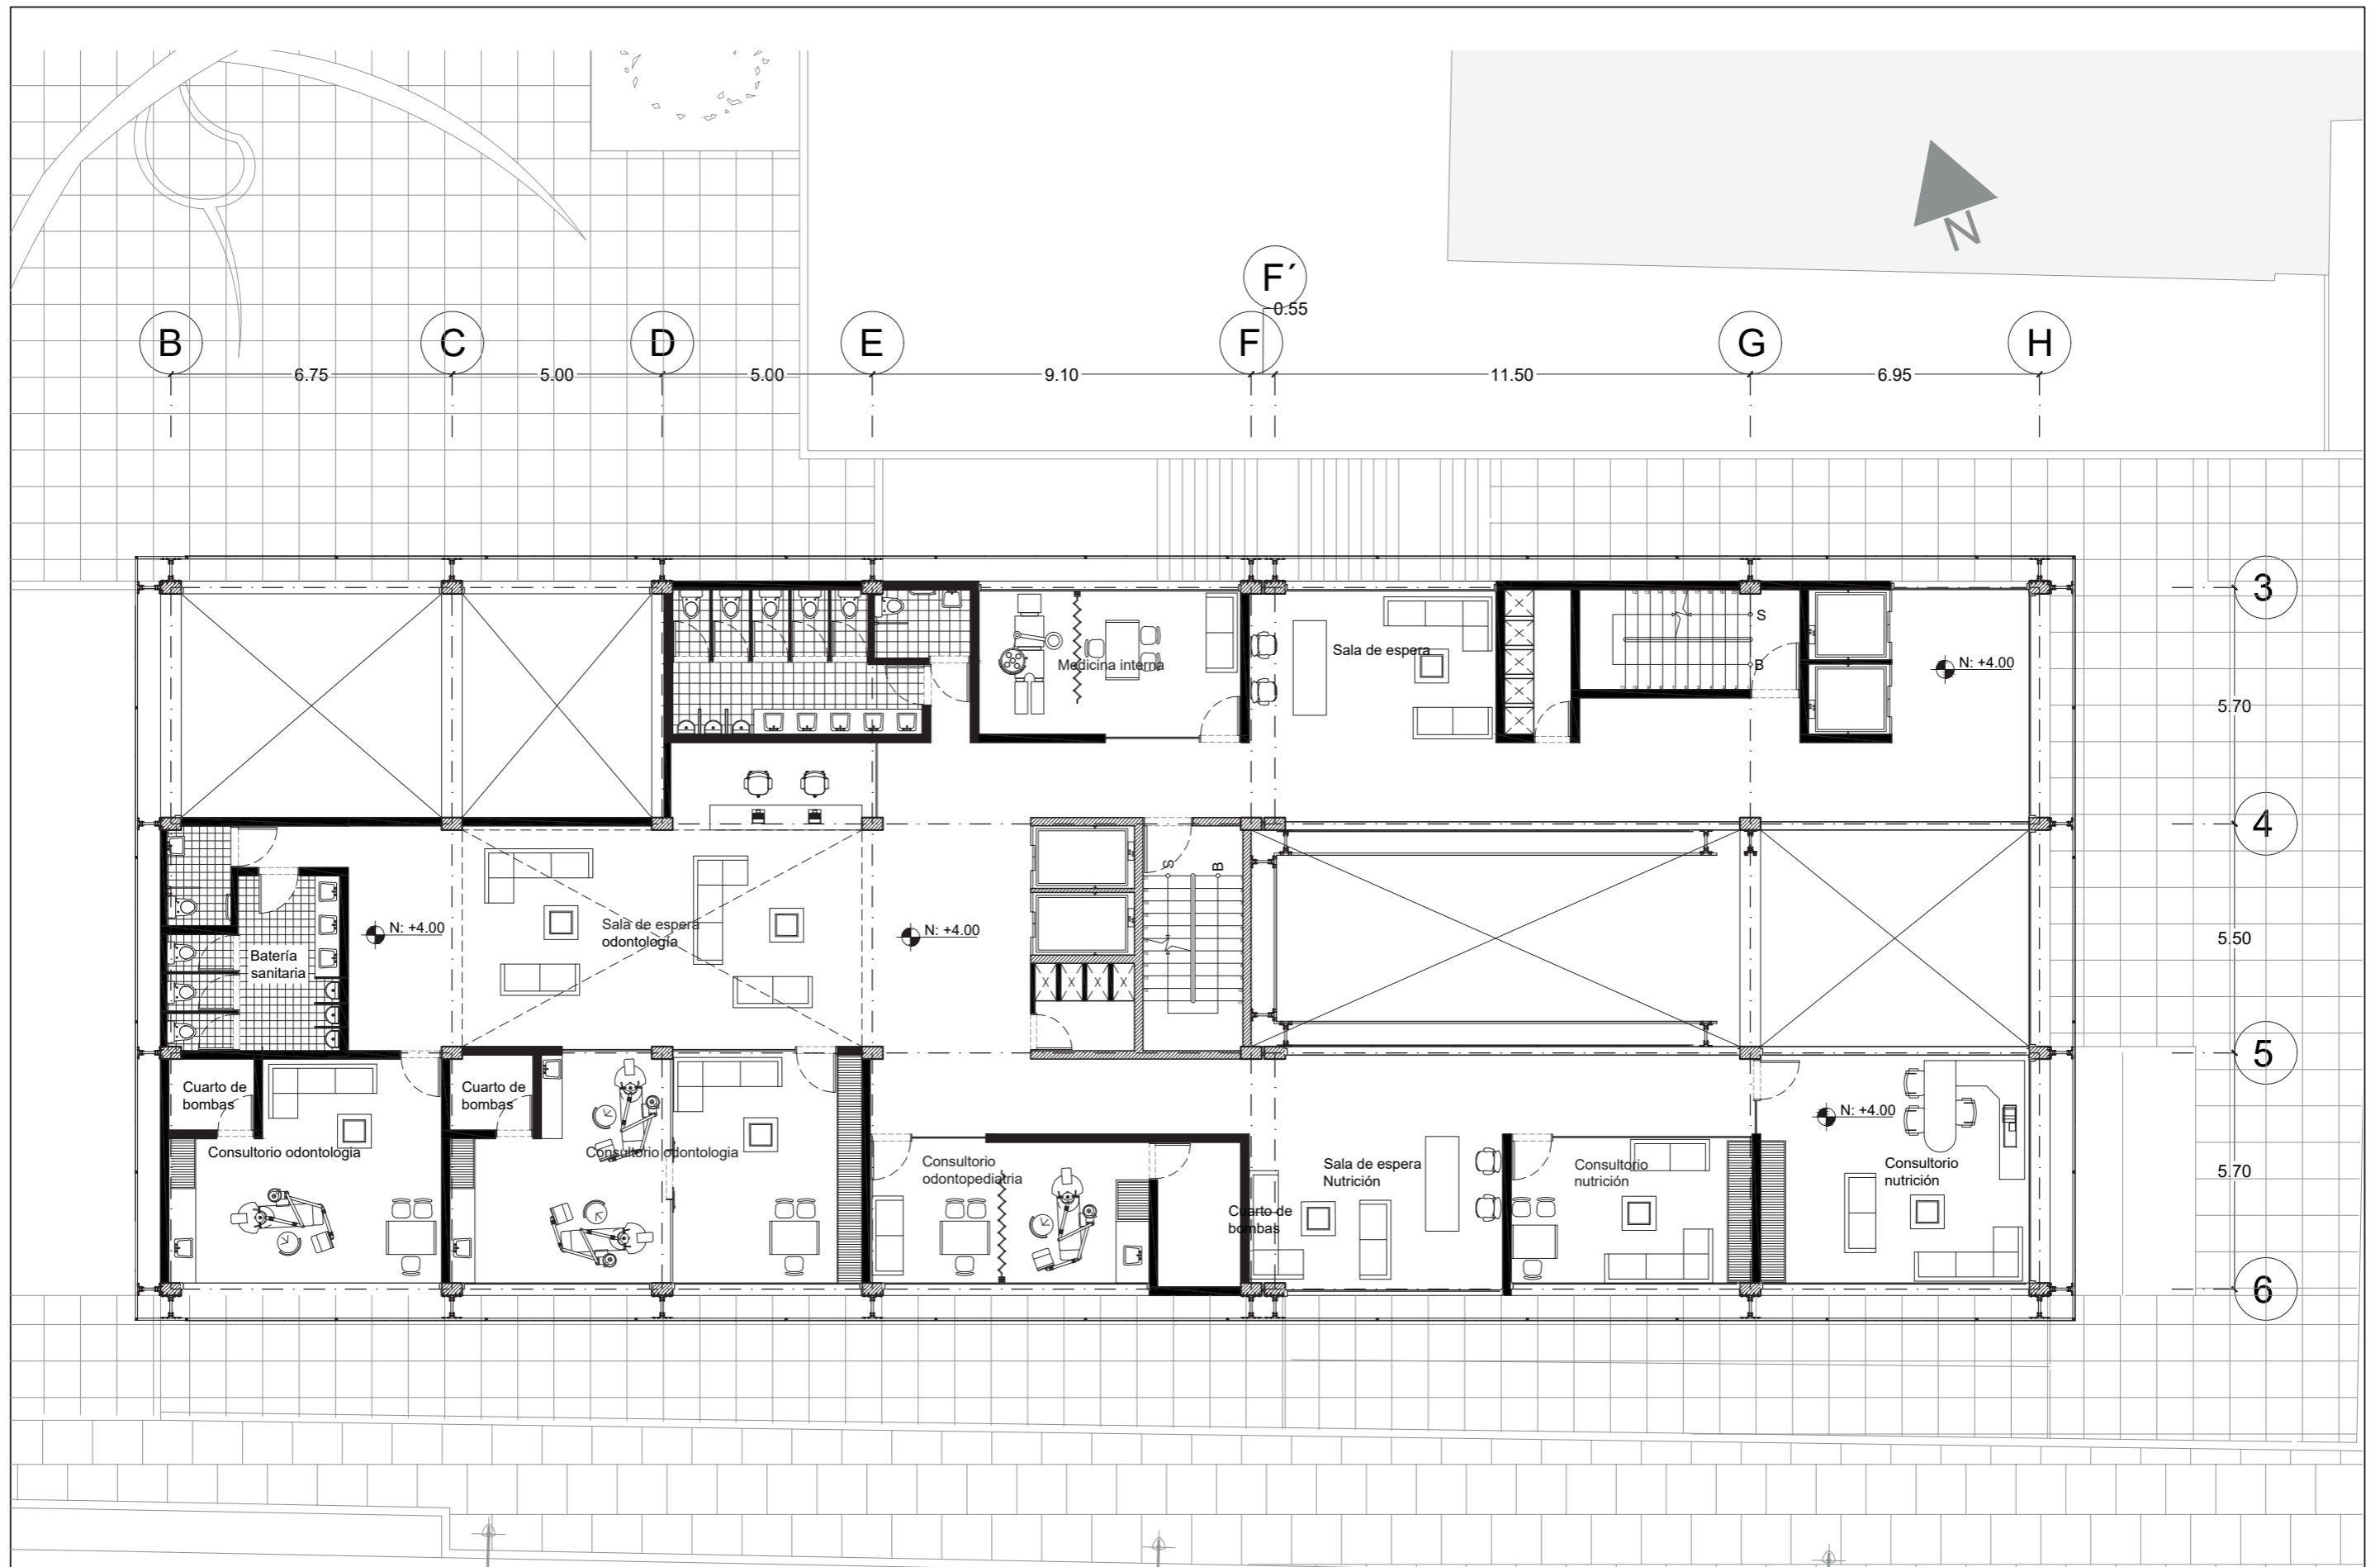 N
F´
0.55
B
C
D
E
F
G
H
6.75
5.00
5.00
9.10
11.50
6.95
3
S
Sala de espera
Medicina interna
B
N: +4.00
5.70
4
S
B
Sala de espera
odontología
N: +4.00
N: +4.00
5.50
Batería
sanitaria
5
Cuarto de
bombas
Cuarto de
bombas
N: +4.00
Consultorio odontologia
Consultorio odontologia
Consultorio
odontopediatria
Sala de espera
Nutrición
Consultorio
nutrición
Consultorio
nutrición
5.70
Cuarto de
bombas
6